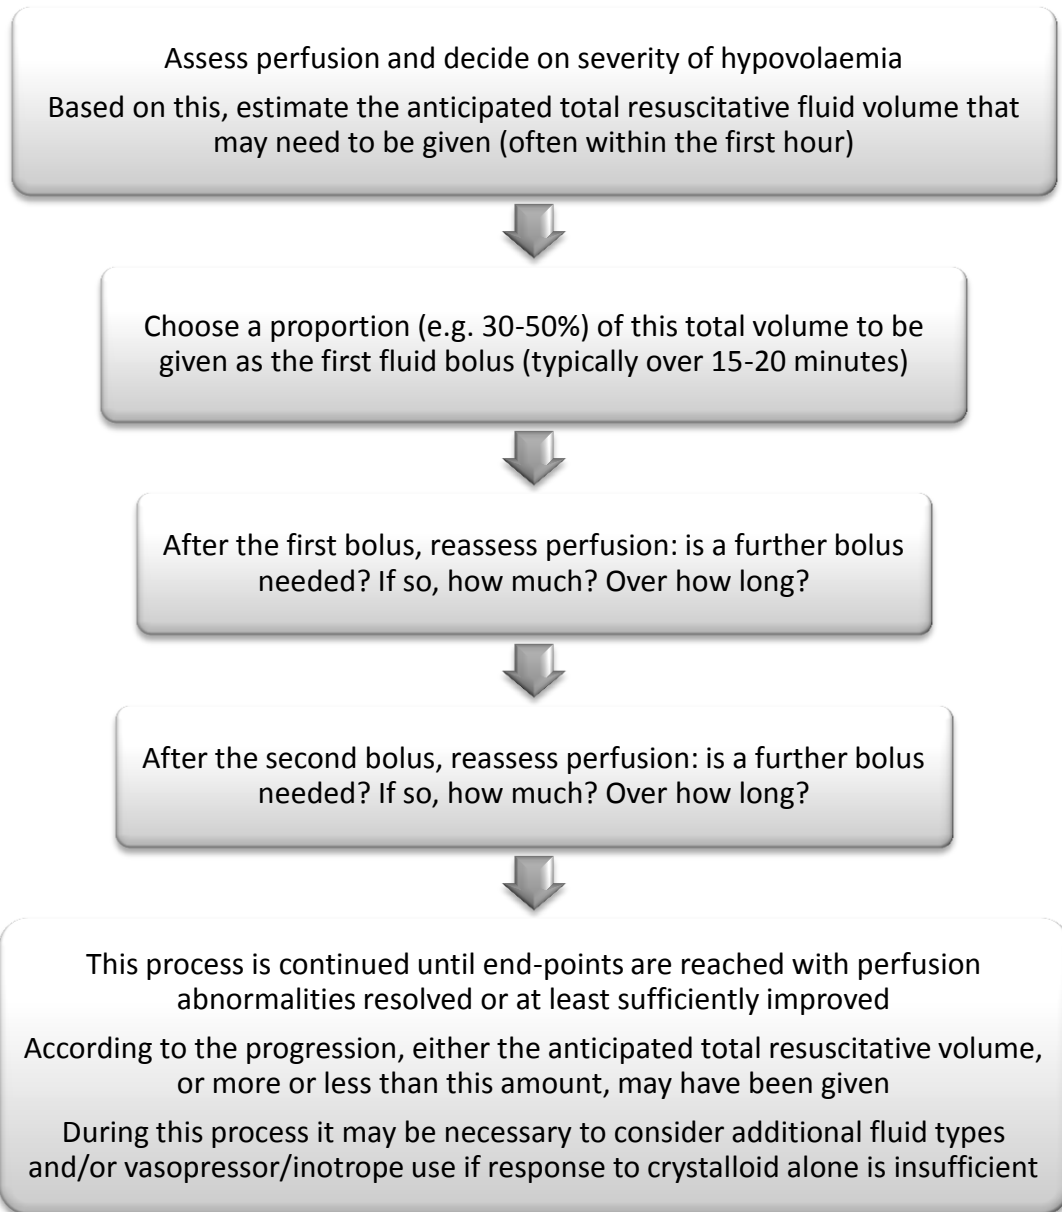 Assess perfusion and decide on severity of hypovolaemia
Based on this, estimate the anticipated total resuscitative fluid volume that
may need to be given (often within the first hour)
Choose a proportion (e.g. 30-50%) of this total volume to be
given as the first fluid bolus (typically over 15-20 minutes)
After the first bolus, reassess perfusion: is a further bolus
needed? If so, how much? Over how long?
After the second bolus, reassess perfusion: is a further bolus
needed? If so, how much? Over how long?
This process is continued until end-points are reached with perfusion
abnormalities resolved or at least sufficiently improved
According to the progression, either the anticipated total resuscitative volume,
or more or less than this amount, may have been given
During this process it may be necessary to consider additional fluid types
and/or vasopressor/inotrope use if response to crystalloid alone is insufficient